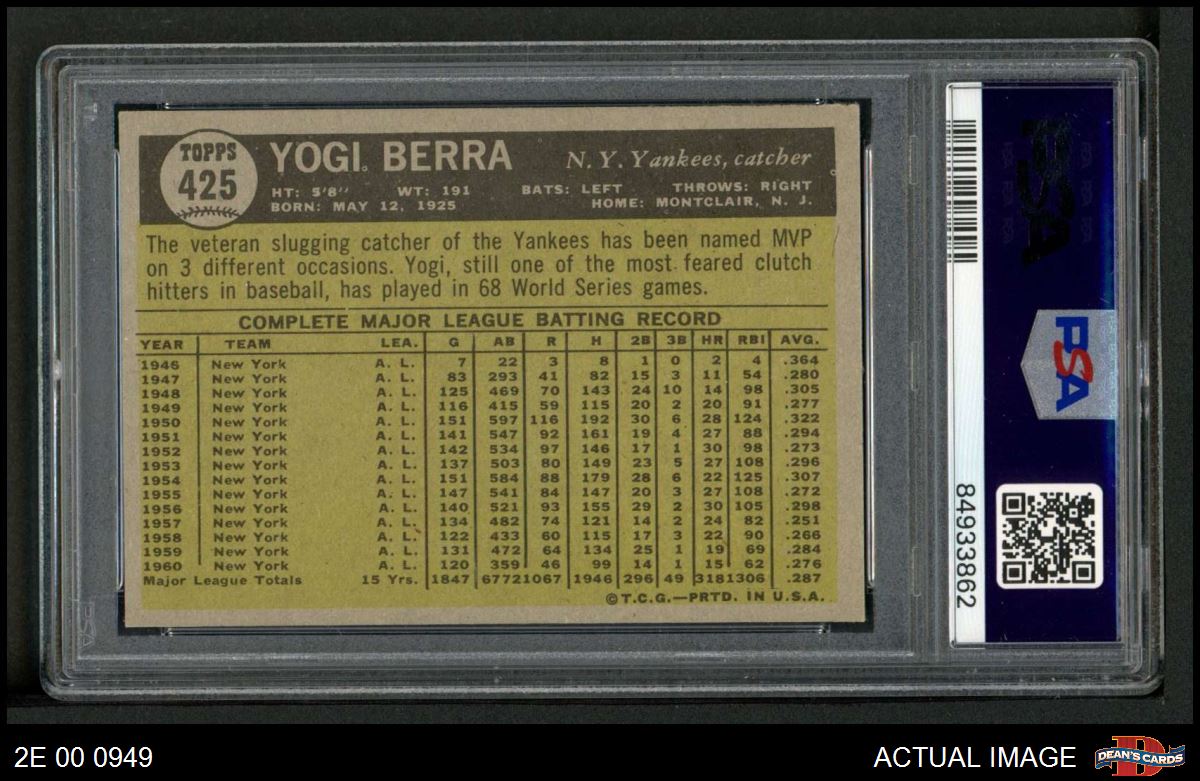 TOPPS
425
YOGI BERRA
N. Y. Yankees, catcher
HT: 5'8" WT: 191 BATS: LEFT THROWS: RIGHT
BORN: MAY 12, 1925 HOME: MONTCLAIR, N. J.
The veteran slugging catcher of the Yankees has been named MVP
on 3 different occasions. Yogi, still one of the most feared clutch
hitters in baseball, has played in 68 World Series games.
COMPLETE MAJOR LEAGUE BATTING RECORD
YEAR TEAM LEA. G AB R H 2B 3B HR RBI AVG.
1946 New York A. L. 7 22 3 8 1 0 2 4 .364
1947 New York A. L. 83 293 41 82 15 3 11 54 .280
1948 New York A. L. 125 469 70 143 24 10 14 98 .305
1949 New York A. L. 116 415 59 115 20 2 20 91 .277
1950 New York A. L. 151 597 116 192 30 6 28 124 .322
1951 New York A. L. 141 547 92 161 19 4 27 88 .294
1952 New York A. L. 142 534 97 146 17 1 30 98 .273
1953 New York A. L. 137 503 80 149 23 5 27 108 .296
1954 New York A. L. 151 584 88 179 28 6 22 125 .307
1955 New York A. L. 147 541 84 147 20 3 27 108 .272
1956 New York A. L. 140 521 93 155 29 2 30 105 .298
1957 New York A. L. 134 482 74 121 14 2 24 82 .251
1958 New York A. L. 122 433 60 115 17 3 22 90 .266
1959 New York A. L. 131 472 64 134 25 1 19 69 .284
1960 New York A. L. 120 359 46 99 14 1 15 62 .276
Major League Totals 15 Yrs. 1847 6772 1067 1946 296 49 318 1306 .287
©T.C.G.—PRTD. IN U.S.A.
PSA
PSA
84933862
2E 00 0949
ACTUAL IMAGE
D
DEAN'S CARDS